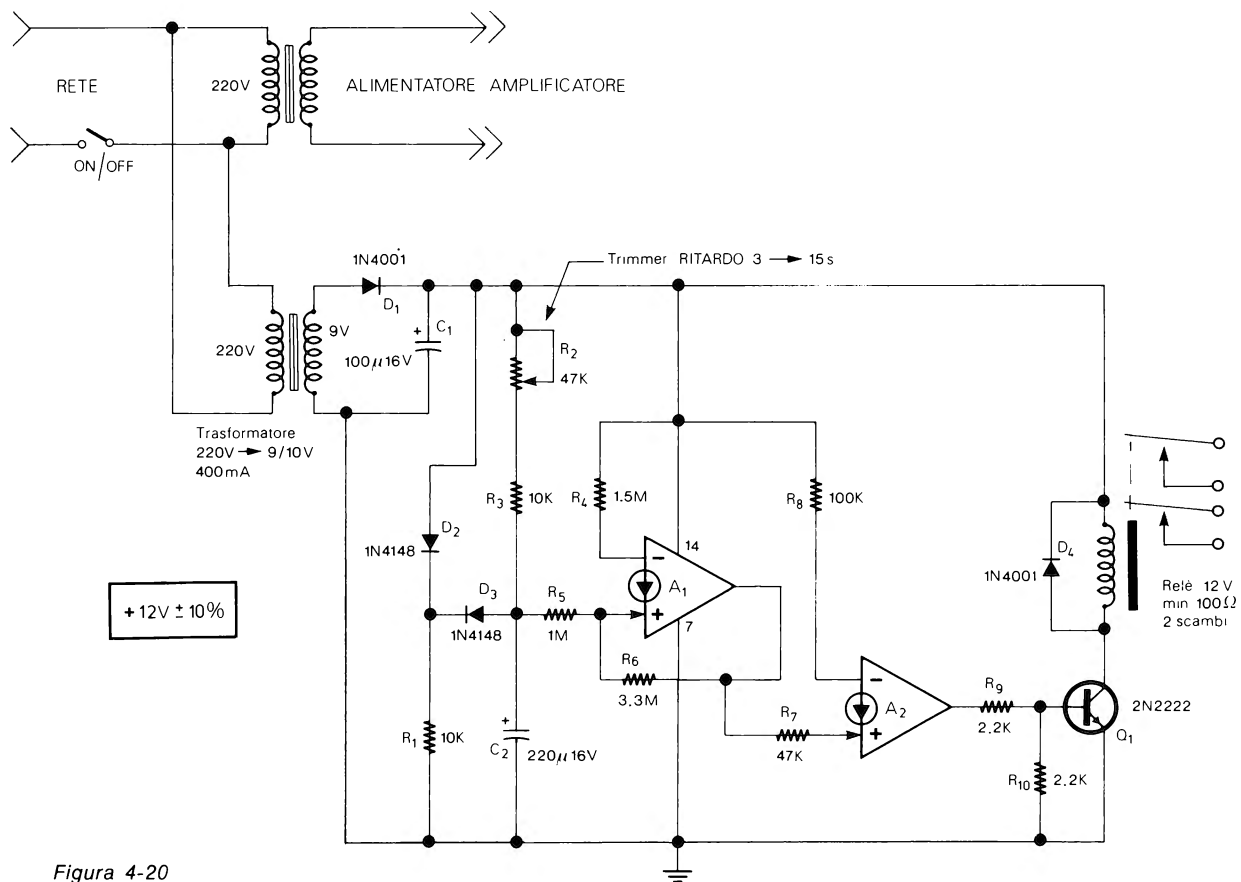 RETE
220V
ALIMENTATORE AMPLIFICATORE
ON/OFF
1N4001
D1
Trimmer RITARDO 3 → 15 s
220V
9V
+
C1
100µ16V
R2
47K
Trasformatore
220V → 9/10V
400mA
R3
10K
R4
1.5M
R8
100K
D2
1N4148
14
–
A1
+
7
D4
1N4001
Relè 12V
min 100Ω
2 scambi
+12V ± 10%
D3
1N4148
R5
1M
R6
3.3M
–
A2
+
R7
47K
R9
2.2K
2N2222
Q1
R1
10K
+
C2
220µ16V
R10
2.2K
Figura 4-20